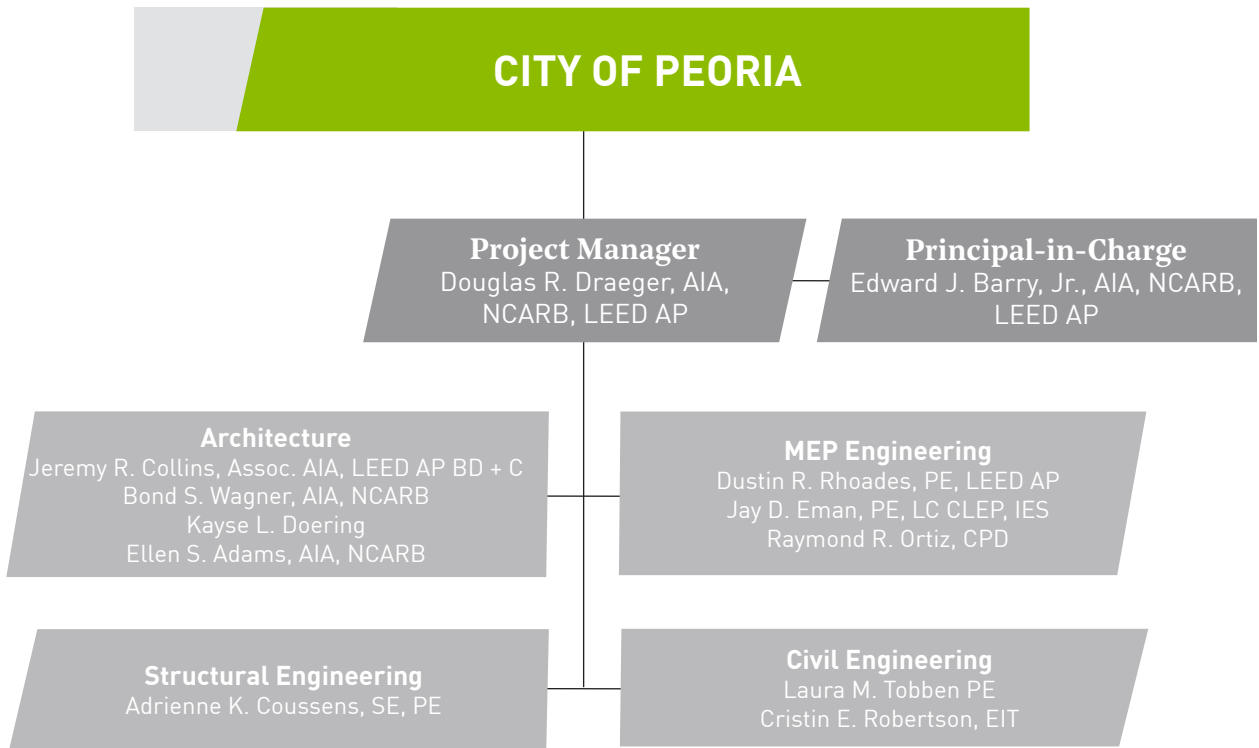 CITY OF PEORIA
Project Manager
Douglas R. Draeger, AIA,
NCARB, LEED AP
Principal-in-Charge
Edward J. Barry, Jr., AIA, NCARB,
LEED AP
Architecture
Jeremy R. Collins, Assoc. AIA, LEED AP BD + C
Bond S. Wagner, AIA, NCARB
Kayse L. Doering
Ellen S. Adams, AIA, NCARB
MEP Engineering
Dustin R. Rhoades, PE, LEED AP
Jay D. Eman, PE, LC CLEP, IES
Raymond R. Ortiz, CPD
Structural Engineering
Adrienne K. Coussens, SE, PE
Civil Engineering
Laura M. Tobben PE
Cristin E. Robertson, EIT